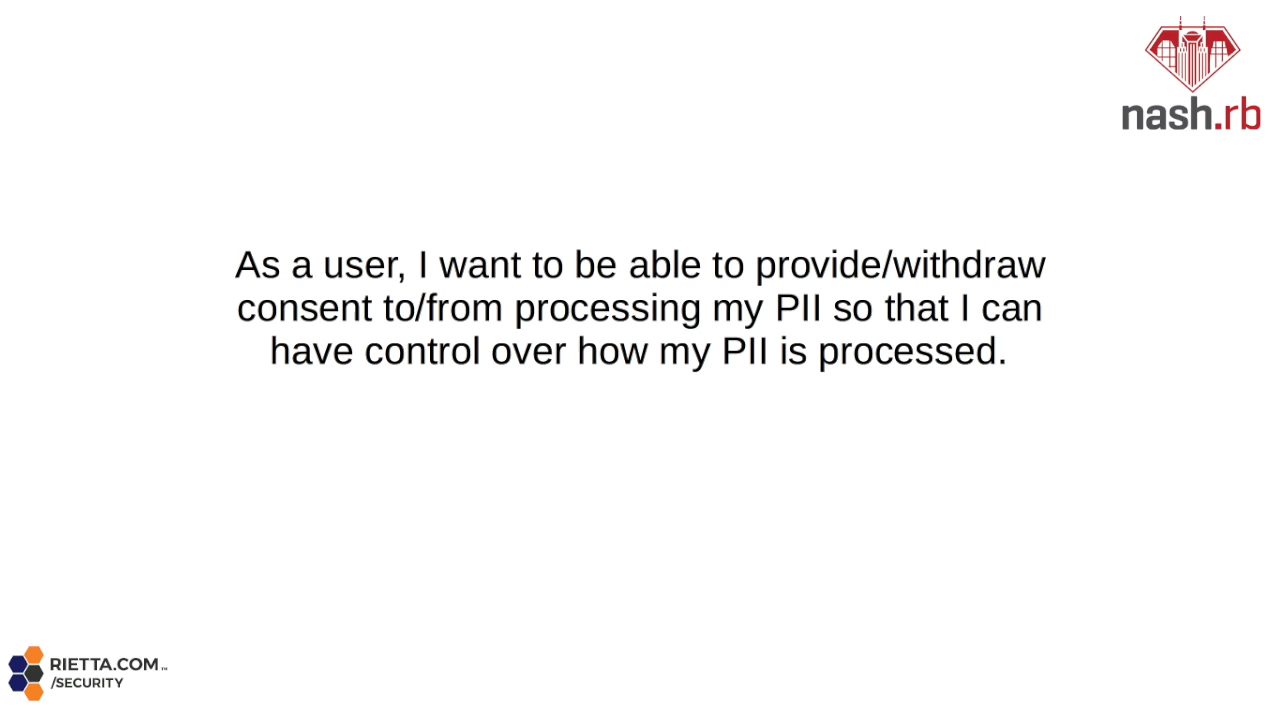 nash.rb
As a user, I want to be able to provide/withdraw
consent to/from processing my PII so that I can
have control over how my PII is processed.
RIETTA.COM™
/SECURITY